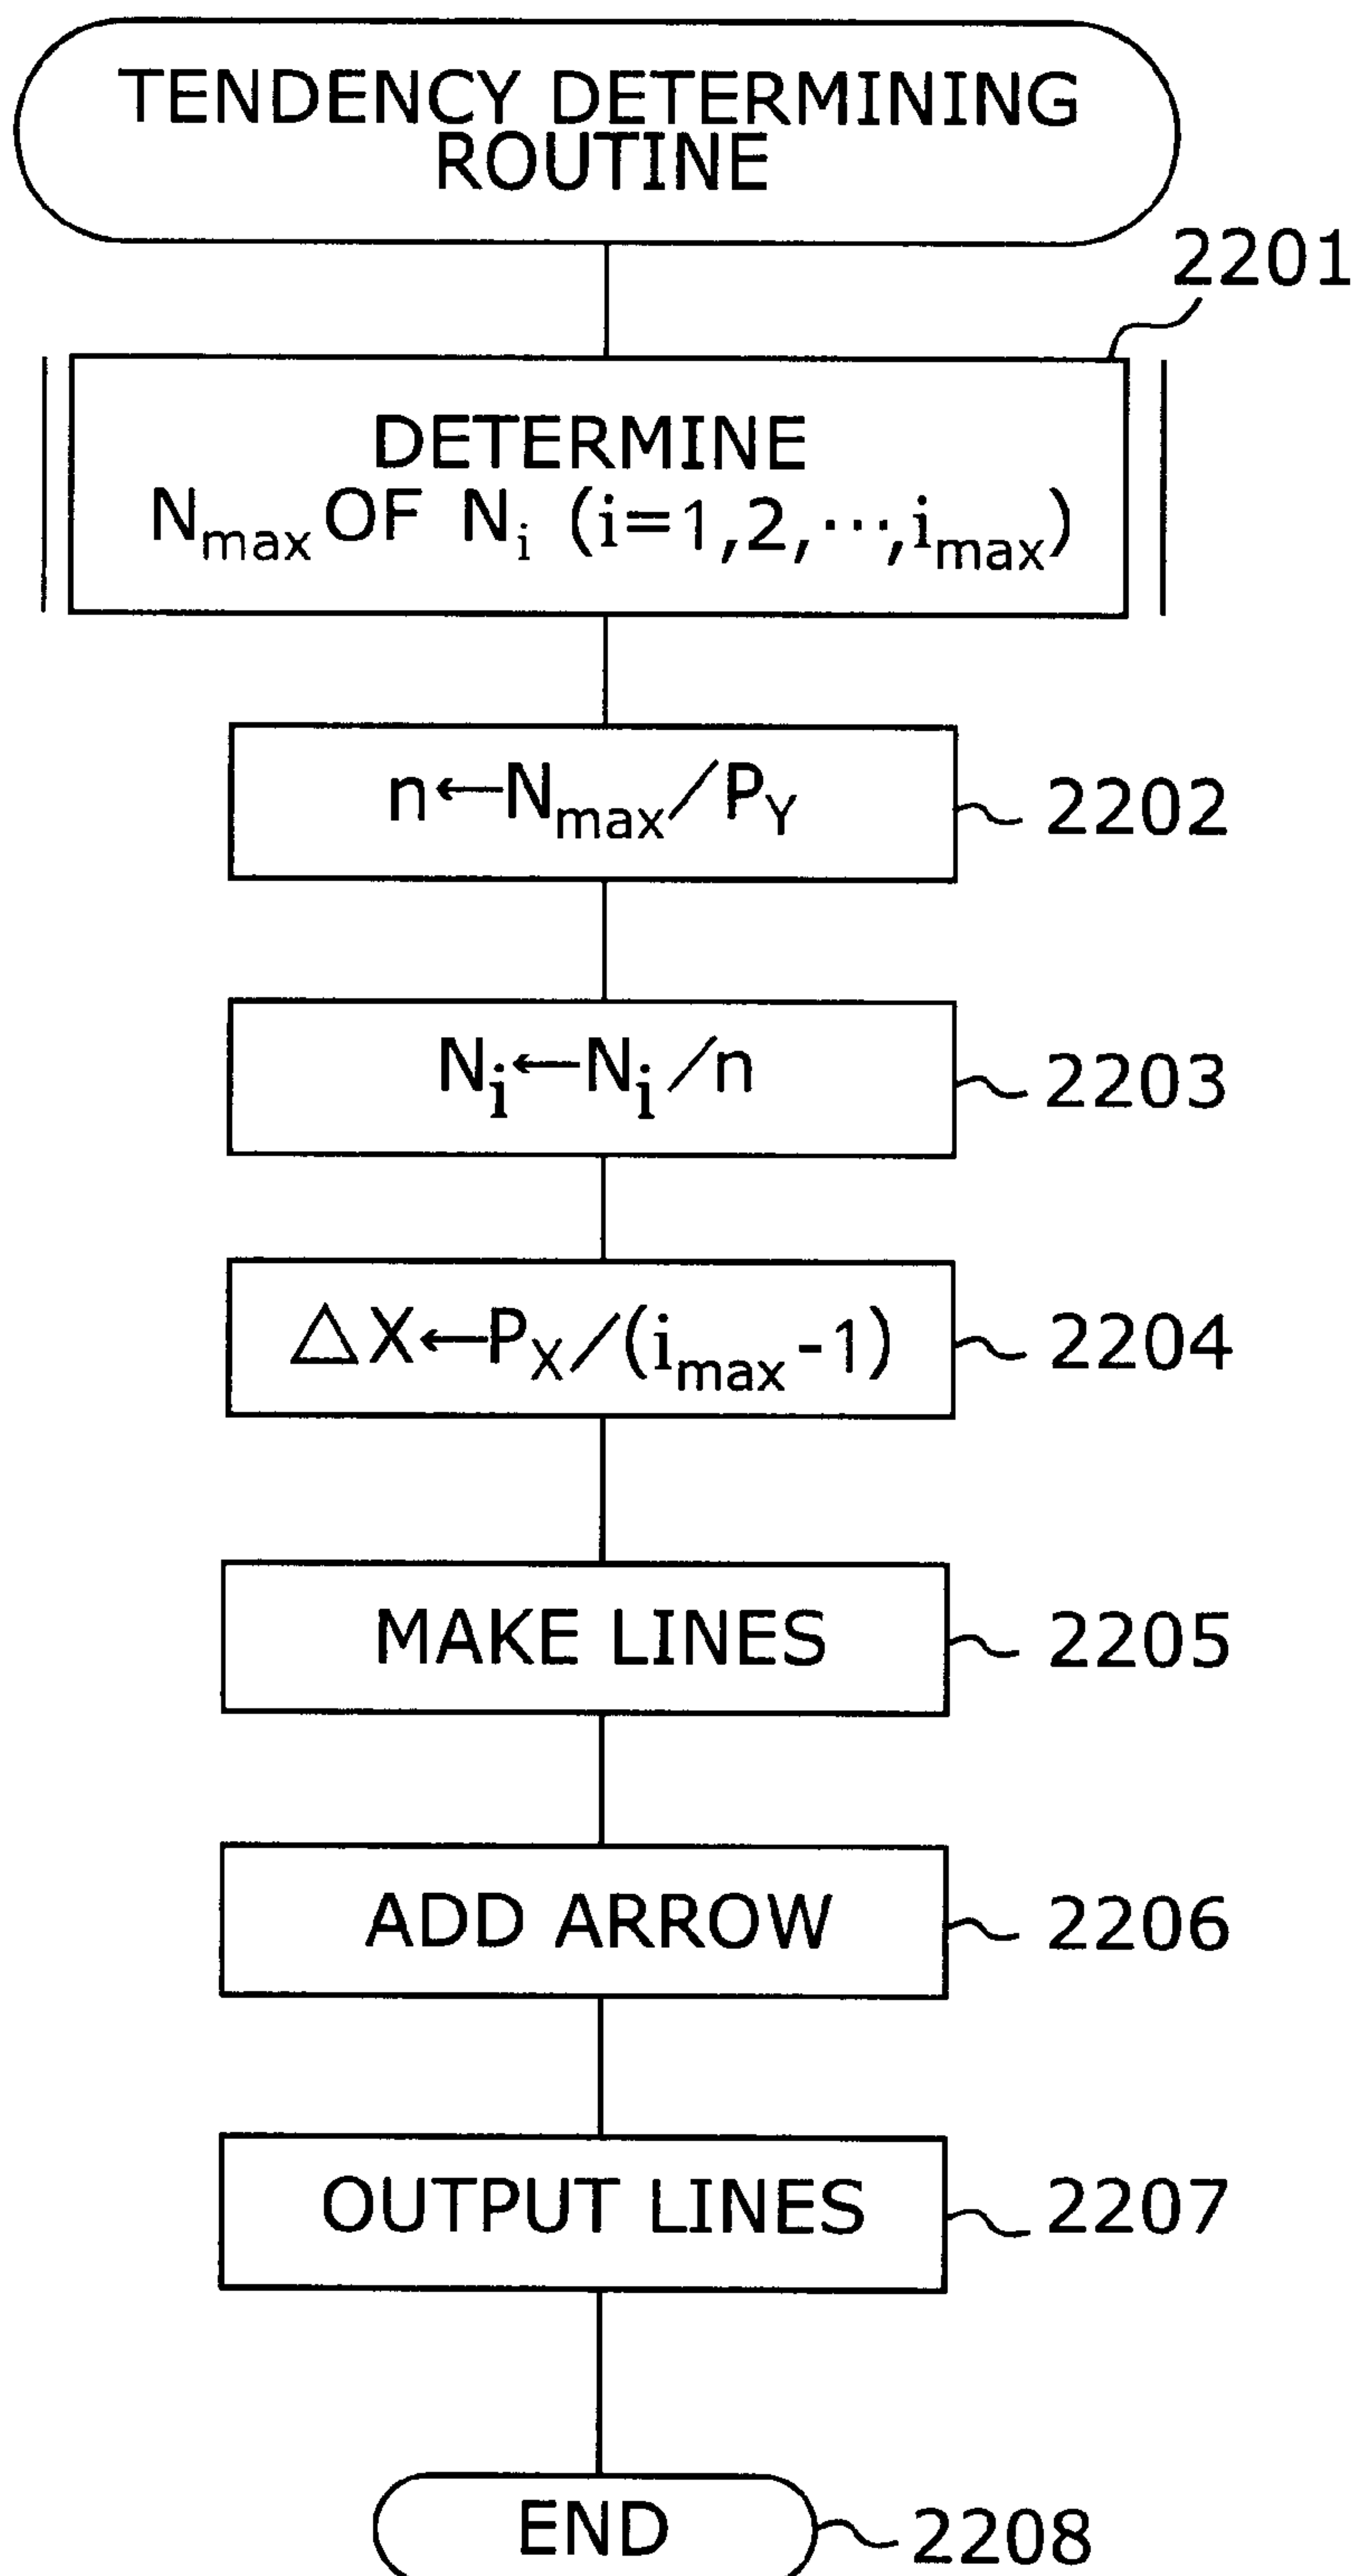 TENDENCY DETERMINING
ROUTINE
2201
DETERMINE
Nmax OF Ni (i=1,2,⋯,imax)
n←Nmax/PY
2202
Ni←Ni/n
2203
△X←PX/(imax-1)
2204
MAKE LINES
2205
ADD ARROW
2206
OUTPUT LINES
2207
END
2208